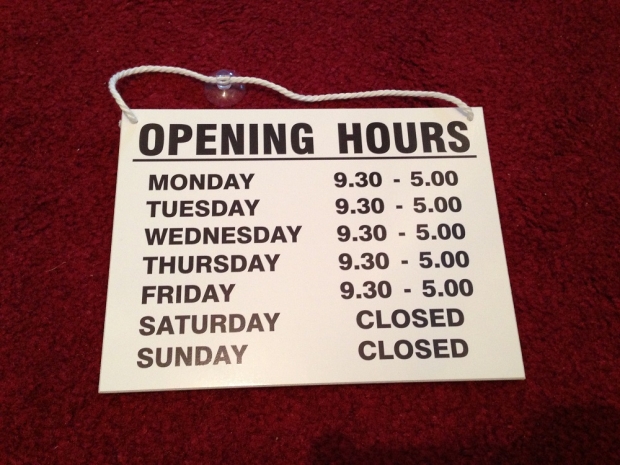 OPENING HOURS
MONDAY 9.30 - 5.00
TUESDAY 9.30 - 5.00
WEDNESDAY 9.30 - 5.00
THURSDAY 9.30 - 5.00
FRIDAY 9.30 - 5.00
SATURDAY CLOSED
SUNDAY CLOSED